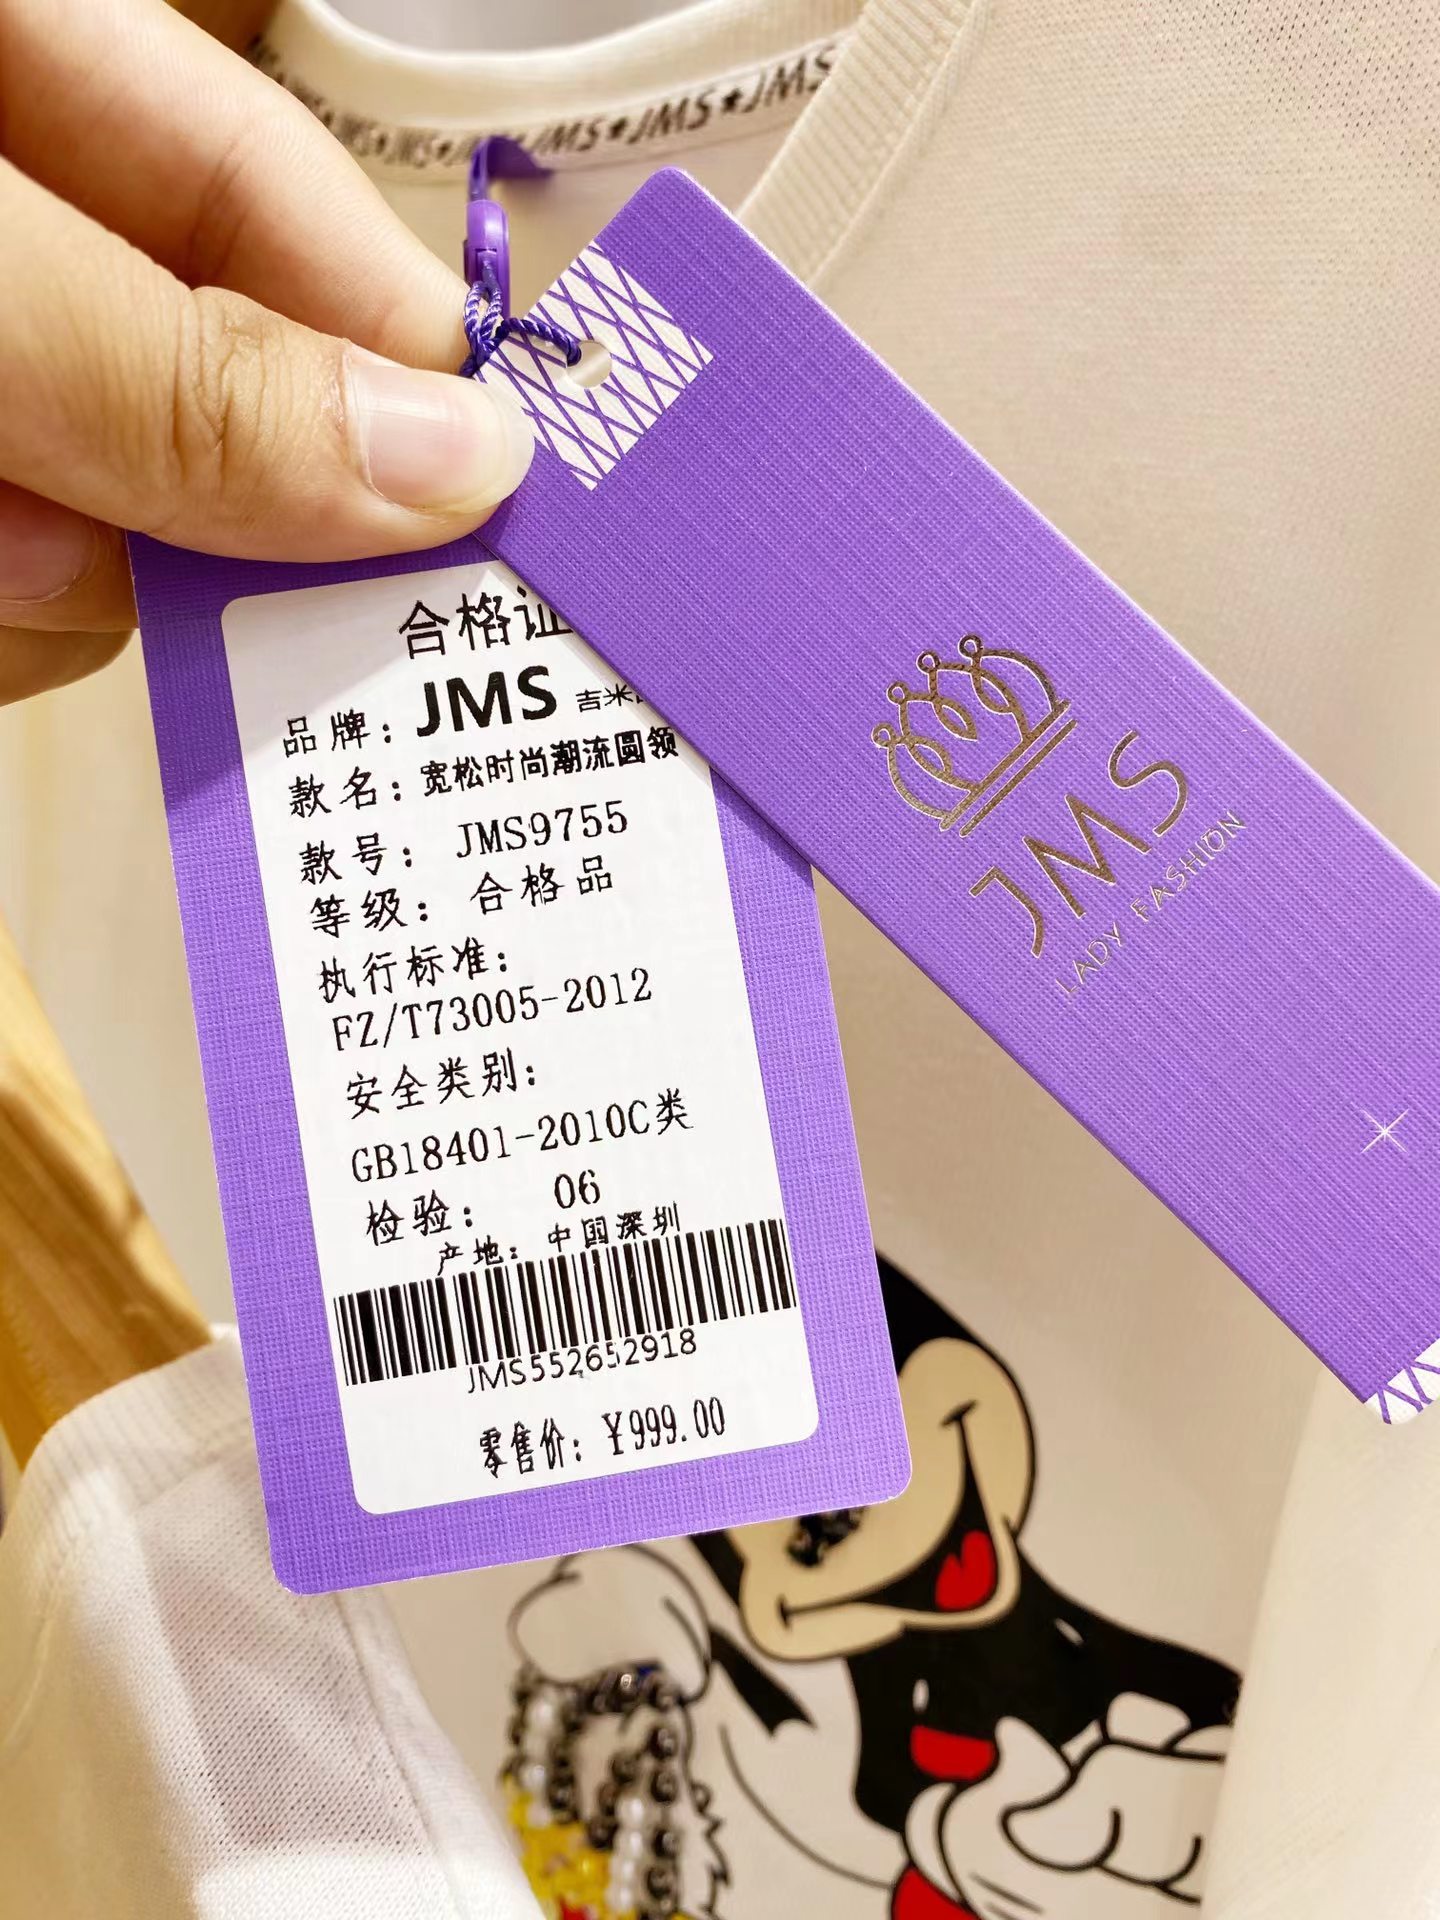 JMS★JMS★JMS★JMS★JMS
合格证
品牌：JMS 吉米
款名：宽松时尚潮流圆领
款号： JMS9755
等级： 合格品
执行标准：
FZ/T73005-2012
安全类别：
GB18401-2010C类
检验： 06
产地：中国深圳
JMS552652918
零售价：¥999.00
JMS
LADY FASHION